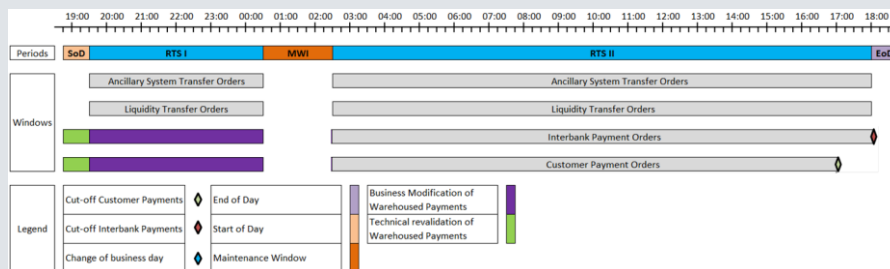 19:00 20:00 21:00 22:00 23:00 00:00 01:00 02:00 03:00 04:00 05:00 06:00 07:00 08:00 09:00 10:00 11:00 12:00 13:00 14:00 15:00 16:00 17:00 18:00
Periods SoD RTS I MWI RTS II EoD
Windows
Ancillary System Transfer Orders Ancillary System Transfer Orders
Liquidity Transfer Orders Liquidity Transfer Orders
Interbank Payment Orders
Customer Payment Orders
Legend
Cut-off Customer Payments
Cut-off Interbank Payments
Change of business day
End of Day
Start of Day
Maintenance Window
Business Modification of
Warehoused Payments
Technical revalidation of
Warehoused Payments